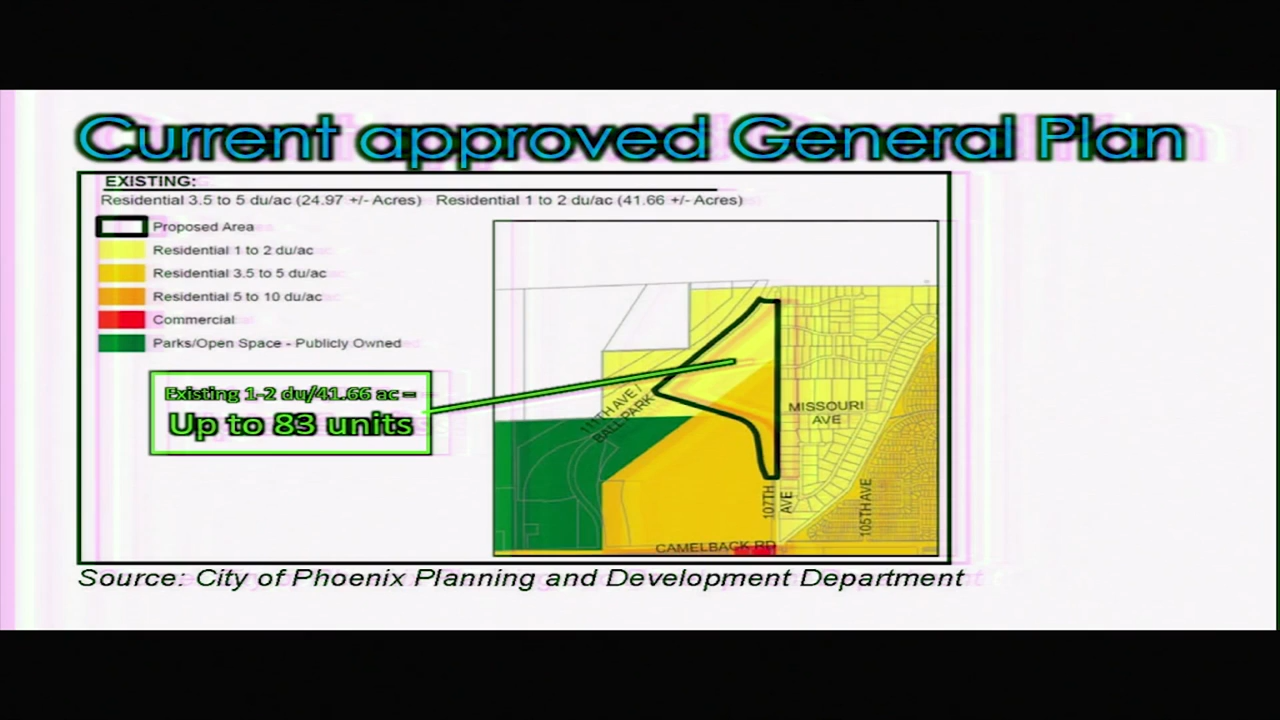 Current approved General Plan
EXISTING:
Residential 3.5 to 5 du/ac (24.97 +/- Acres) Residential 1 to 2 du/ac (41.66 +/- Acres)
Proposed Area
Residential 1 to 2 du/ac
Residential 3.5 to 5 du/ac
Residential 5 to 10 du/ac
Commercial
Parks/Open Space - Publicly Owned
Existing 1-2 du/41.66 ac =
Up to 83 units
111TH AVE /
BALL PARK
MISSOURI
AVE
107TH
AVE
105TH AVE
CAMELBACK RD
Source: City of Phoenix Planning and Development Department